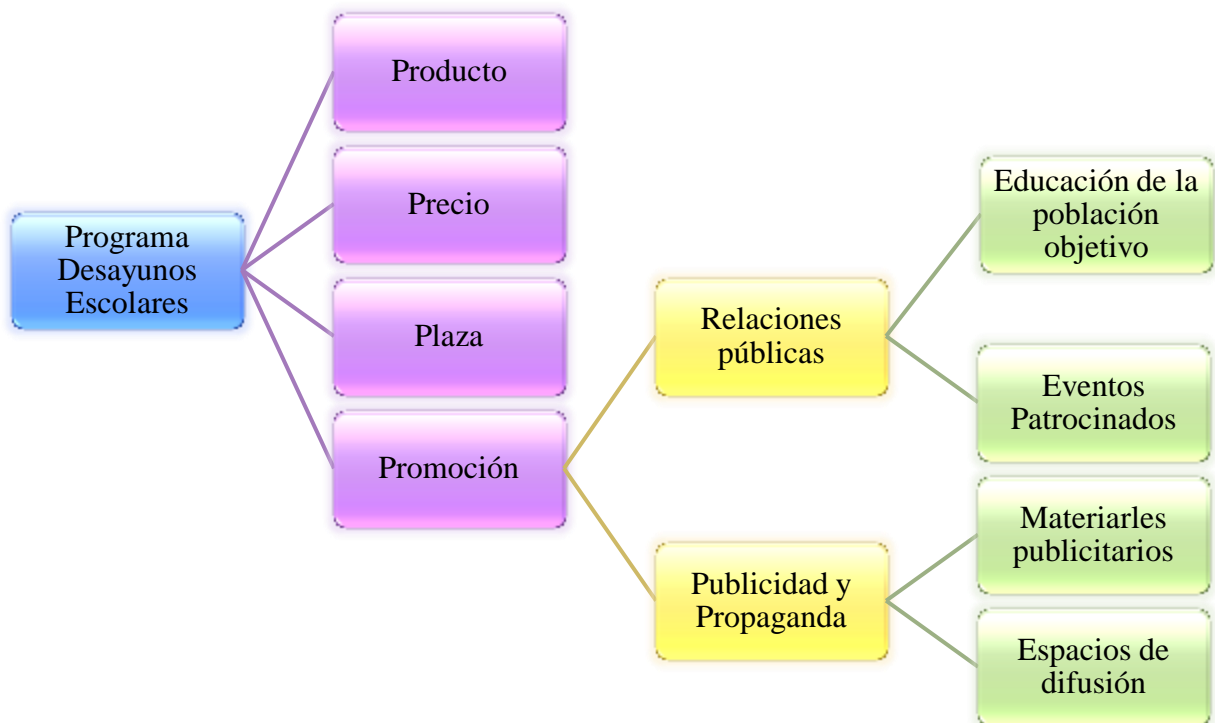 Programa
Desayunos
Escolares
Producto
Precio
Plaza
Promoción
Relaciones
públicas
Publicidad y
Propaganda
Educación de la
población
objetivo
Eventos
Patrocinados
Materiarles
publicitarios
Espacios de
difusión